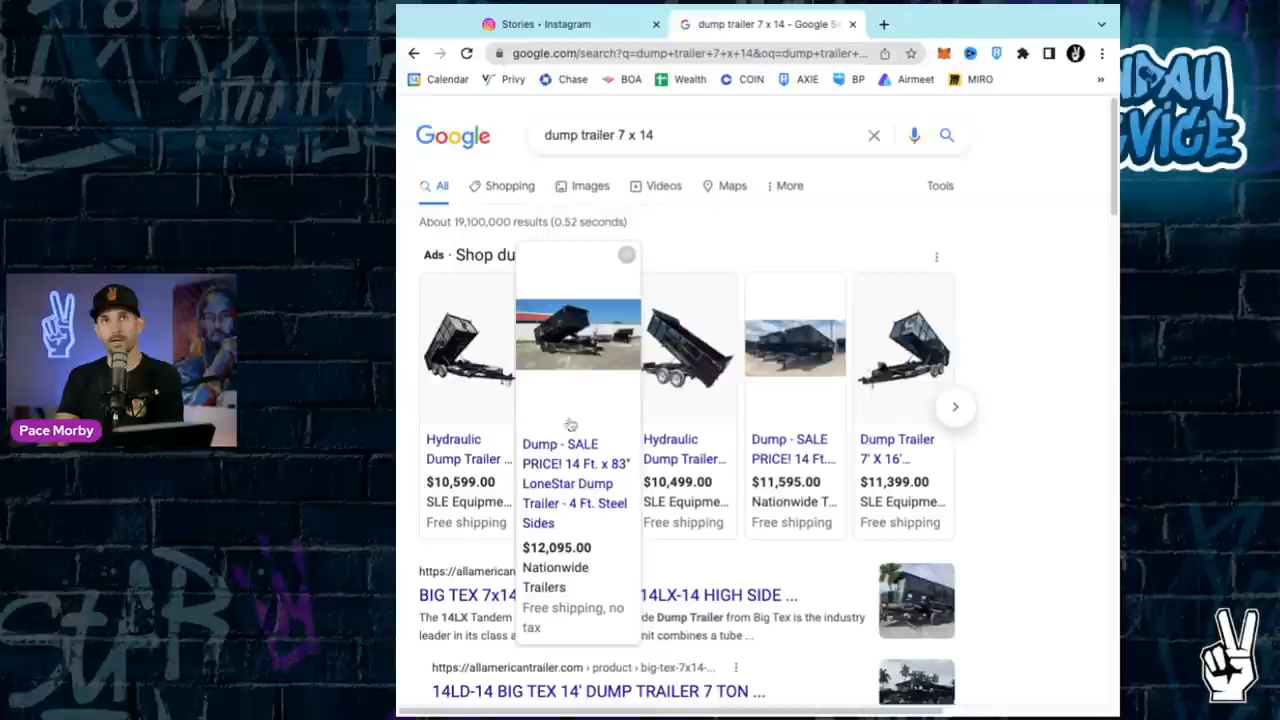 Stories • Instagram
dump trailer 7 x 14 - Google S
google.com/search?q=dump+trailer+7+x+14&oq=dump+trailer+...
Calendar
Privy
Chase
BOA
Wealth
COIN
AXIE
BP
Airmeet
MIRO
»
Google
dump trailer 7 x 14
All
Shopping
Images
Videos
Maps
More
Tools
About 19,100,000 results (0.52 seconds)
Ads · Shop du
Hydraulic
Dump Trailer ...
$10,599.00
SLE Equipme...
Free shipping
Dump - SALE
PRICE! 14 Ft. x 83"
LoneStar Dump
Trailer - 4 Ft. Steel
Sides
$12,095.00
Nationwide
Trailers
Free shipping, no
tax
Hydraulic
Dump Trailer...
$10,499.00
SLE Equipme...
Free shipping
Dump - SALE
PRICE! 14 Ft....
$11,595.00
Nationwide T...
Free shipping
Dump Trailer
7' X 16'...
$11,399.00
SLE Equipme...
Free shipping
https://allamerican
BIG TEX 7x14 14LX-14 HIGH SIDE ...
The 14LX Tandem de Dump Trailer from Big Tex is the industry
leader in its class a nit combines a tube ...
https://allamericantrailer.com › product › big-tex-7x14-...
14LD-14 BIG TEX 14' DUMP TRAILER 7 TON ...
Pace Morby